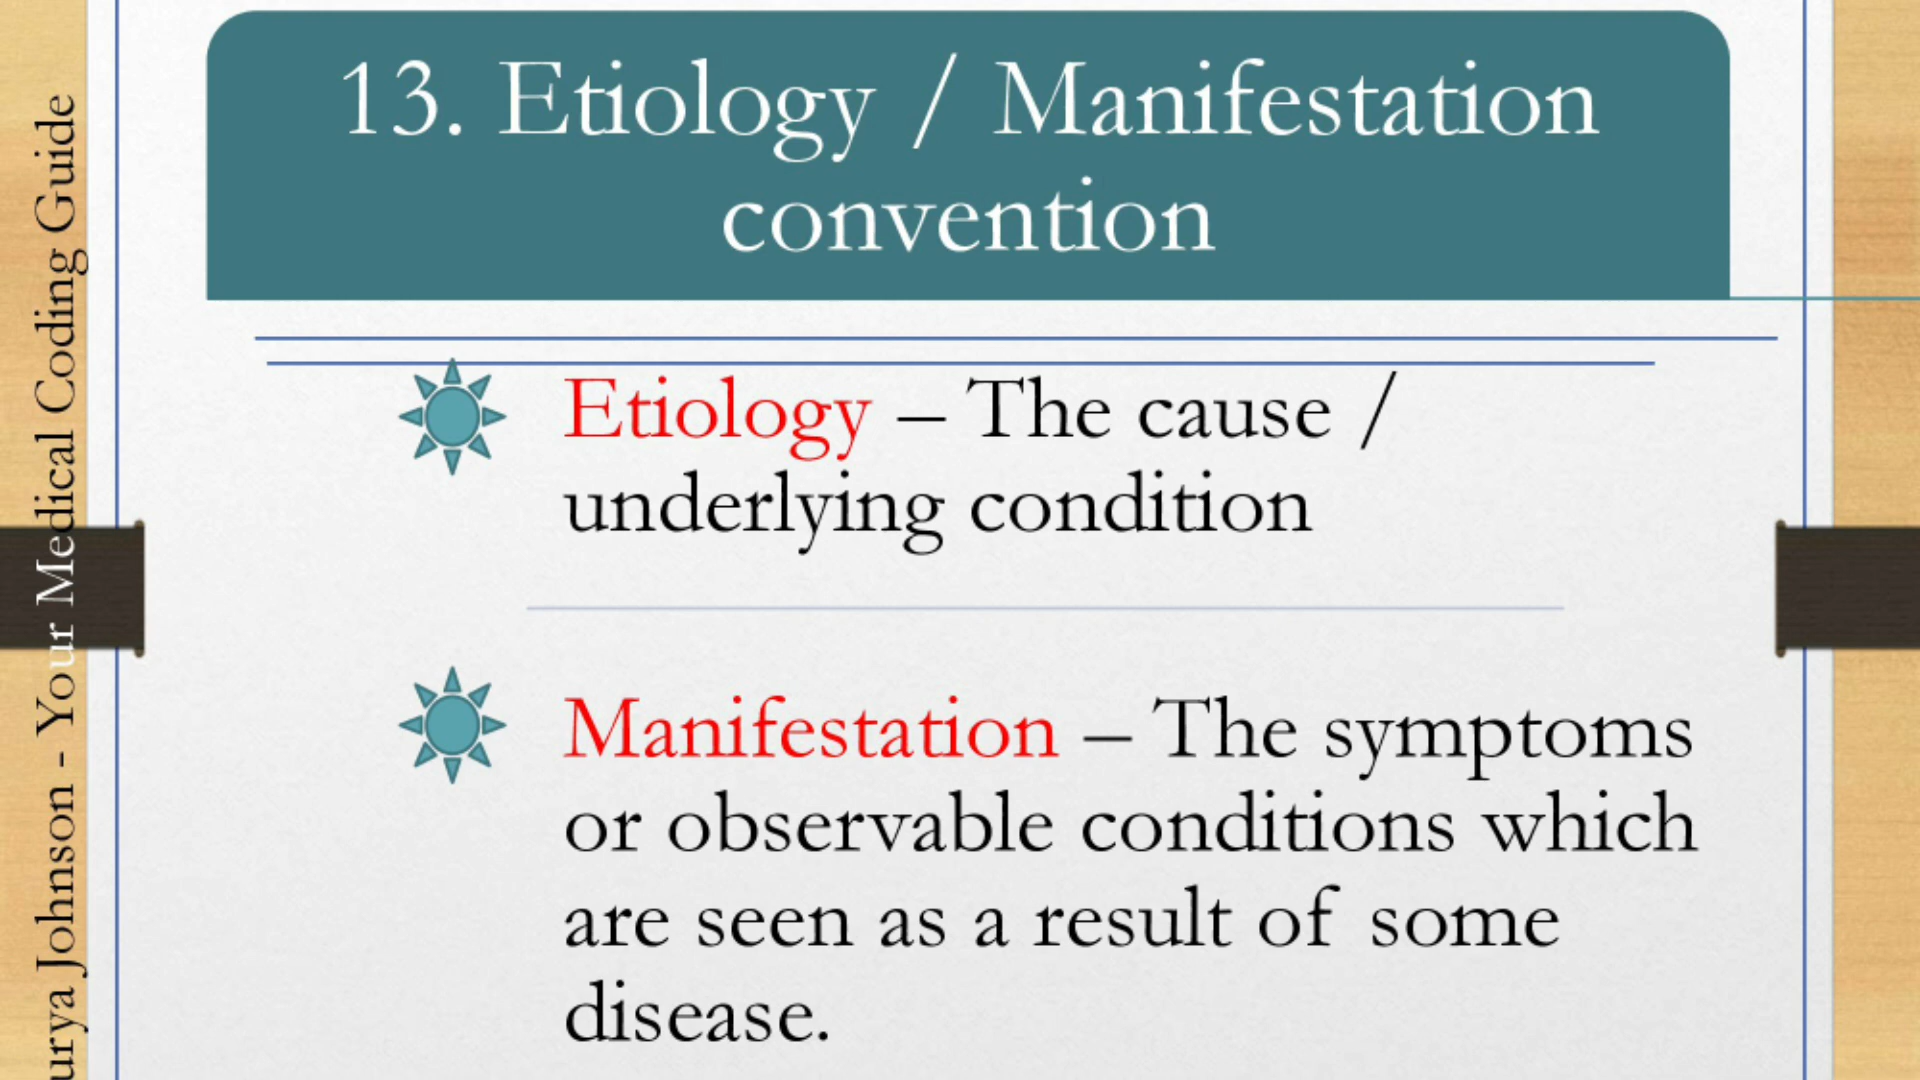 13. Etiology / Manifestation
convention
Etiology – The cause /
underlying condition
Manifestation – The symptoms
or observable conditions which
are seen as a result of some
disease.
Johnson - Your Medical Coding Guide